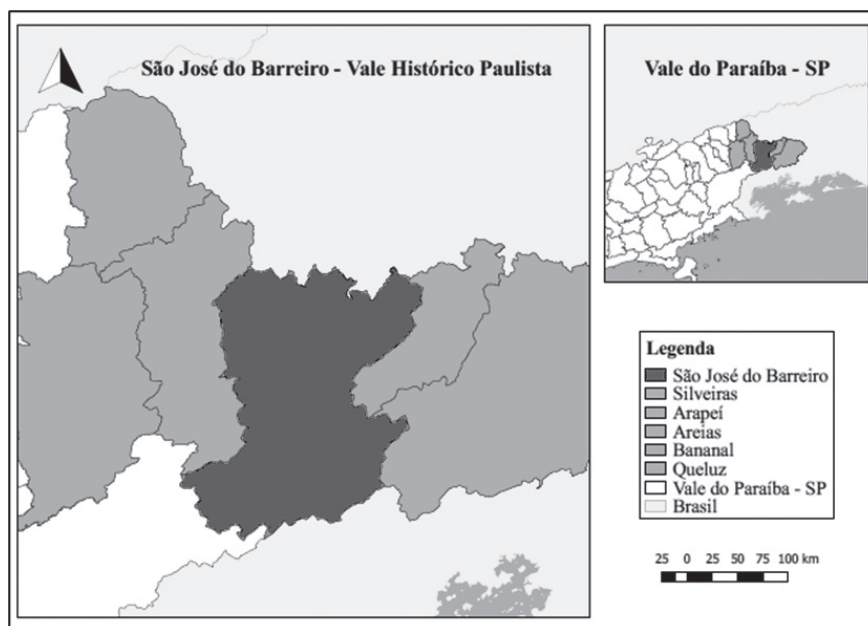 São José do Barreiro - Vale Histórico Paulista
Vale do Paraíba - SP
Legenda
São José do Barreiro
Silveiras
Arapeí
Areias
Bananal
Queluz
Vale do Paraíba - SP
Brasil
25 0 25 50 75 100 km